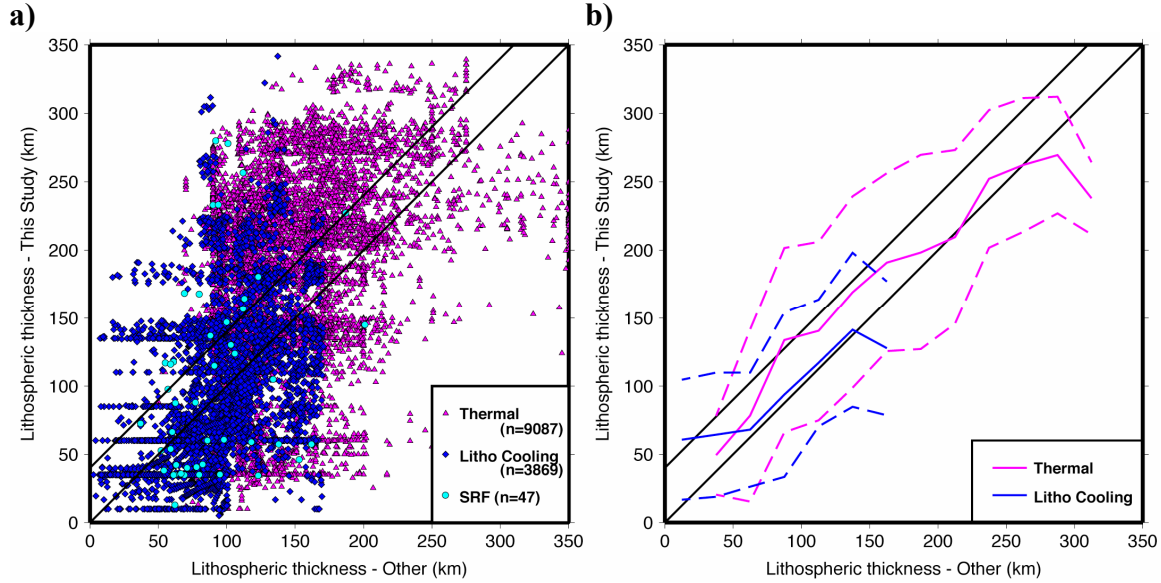 a)
350
300
250
200
150
100
50
0
Lithospheric thickness - This Study (km)
Thermal
(n=9087)
Litho Cooling
(n=3869)
SRF (n=47)
0 50 100 150 200 250 300 350
Lithospheric thickness - Other (km)
b)
350
300
250
200
150
100
50
0
Lithospheric thickness - This Study (km)
Thermal
Litho Cooling
0 50 100 150 200 250 300 350
Lithospheric thickness - Other (km)